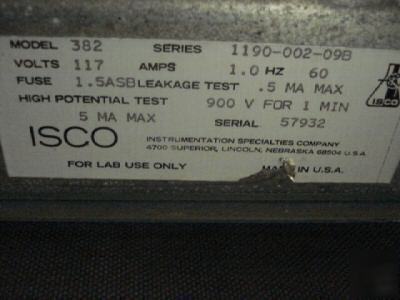 MODEL 382 SERIES 1190-002-09B
VOLTS 117 AMPS 1.0 HZ 60
FUSE 1.5ASB LEAKAGE TEST .5 MA MAX
HIGH POTENTIAL TEST 900 V FOR 1 MIN
5 MA MAX SERIAL 57932
ISCO
ISCO
INSTRUMENTATION SPECIALTIES COMPANY
4700 SUPERIOR, LINCOLN, NEBRASKA 68504 U.S.A.
FOR LAB USE ONLY
IN U.S.A.